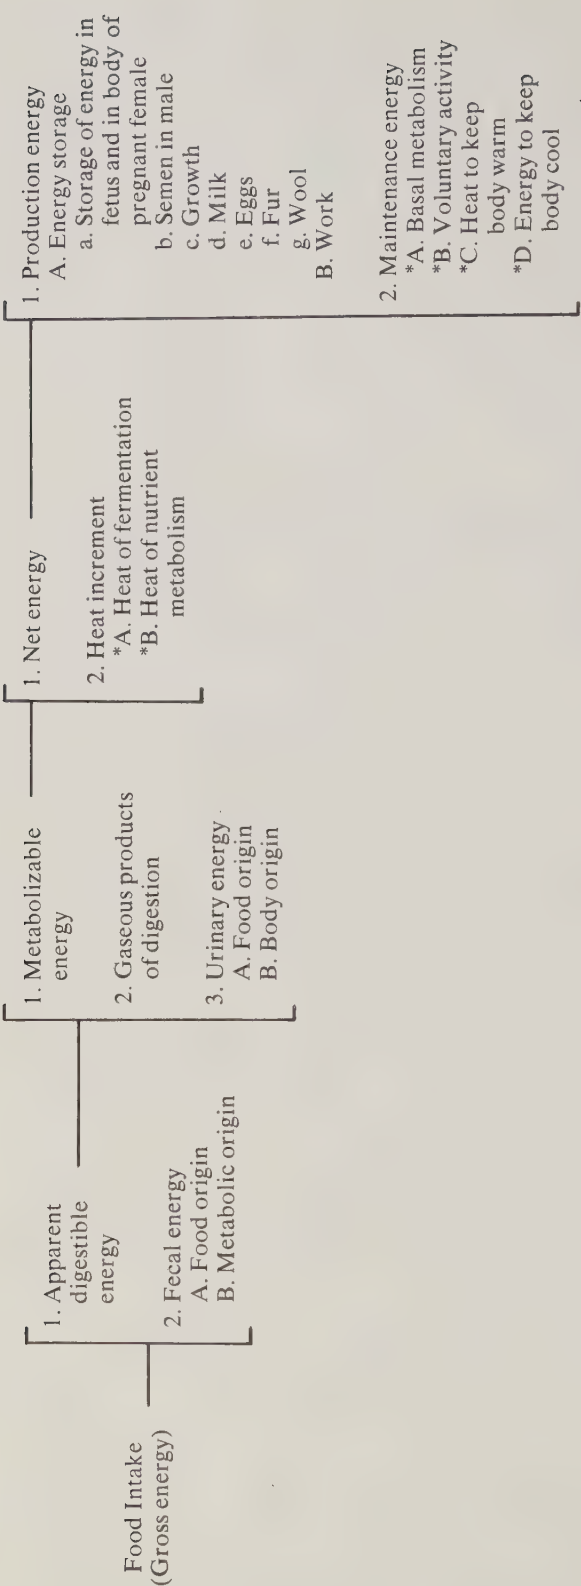 Food Intake
(Gross energy)
1. Apparent
digestible
energy
2. Fecal energy
A. Food origin
B. Metabolic origin
1. Metabolizable
energy
2. Gaseous products
of digestion
3. Urinary energy
A. Food origin
B. Body origin
1. Net energy
2. Heat increment
*A. Heat of fermentation
*B. Heat of nutrient
metabolism
1. Production energy
A. Energy storage
a. Storage of energy in
fetus and in body of
pregnant female
b. Semen in male
c. Growth
d. Milk
e. Eggs
f. Fur
g. Wool
B. Work
2. Maintenance energy
*A. Basal metabolism
*B. Voluntary activity
*C. Heat to keep
body warm
*D. Energy to keep
body cool